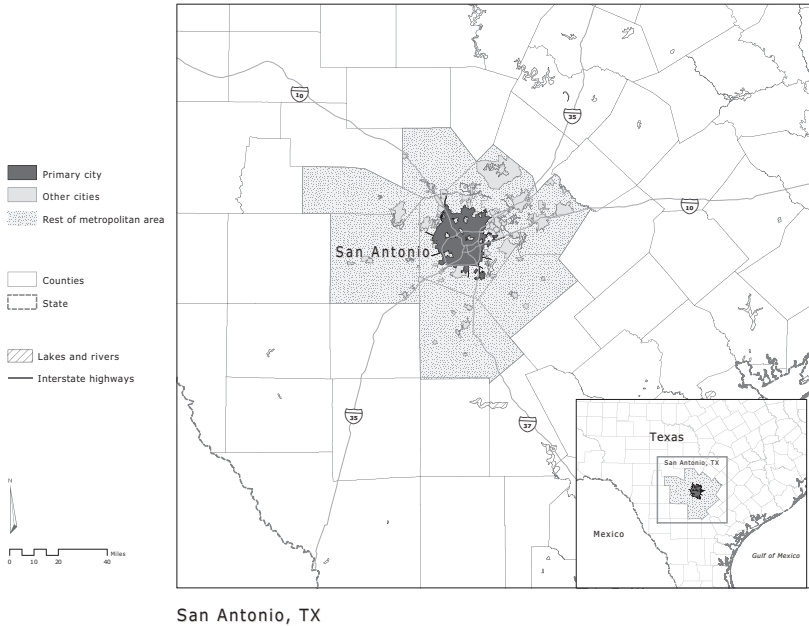 10
35
Primary city
Other cities
Rest of metropolitan area
10
San Antonio
Counties
State
Lakes and rivers
Interstate highways
35
37
Texas
San Antonio, TX
N
Mexico
Gulf of Mexico
Miles
0 10 20 40
San Antonio, TX